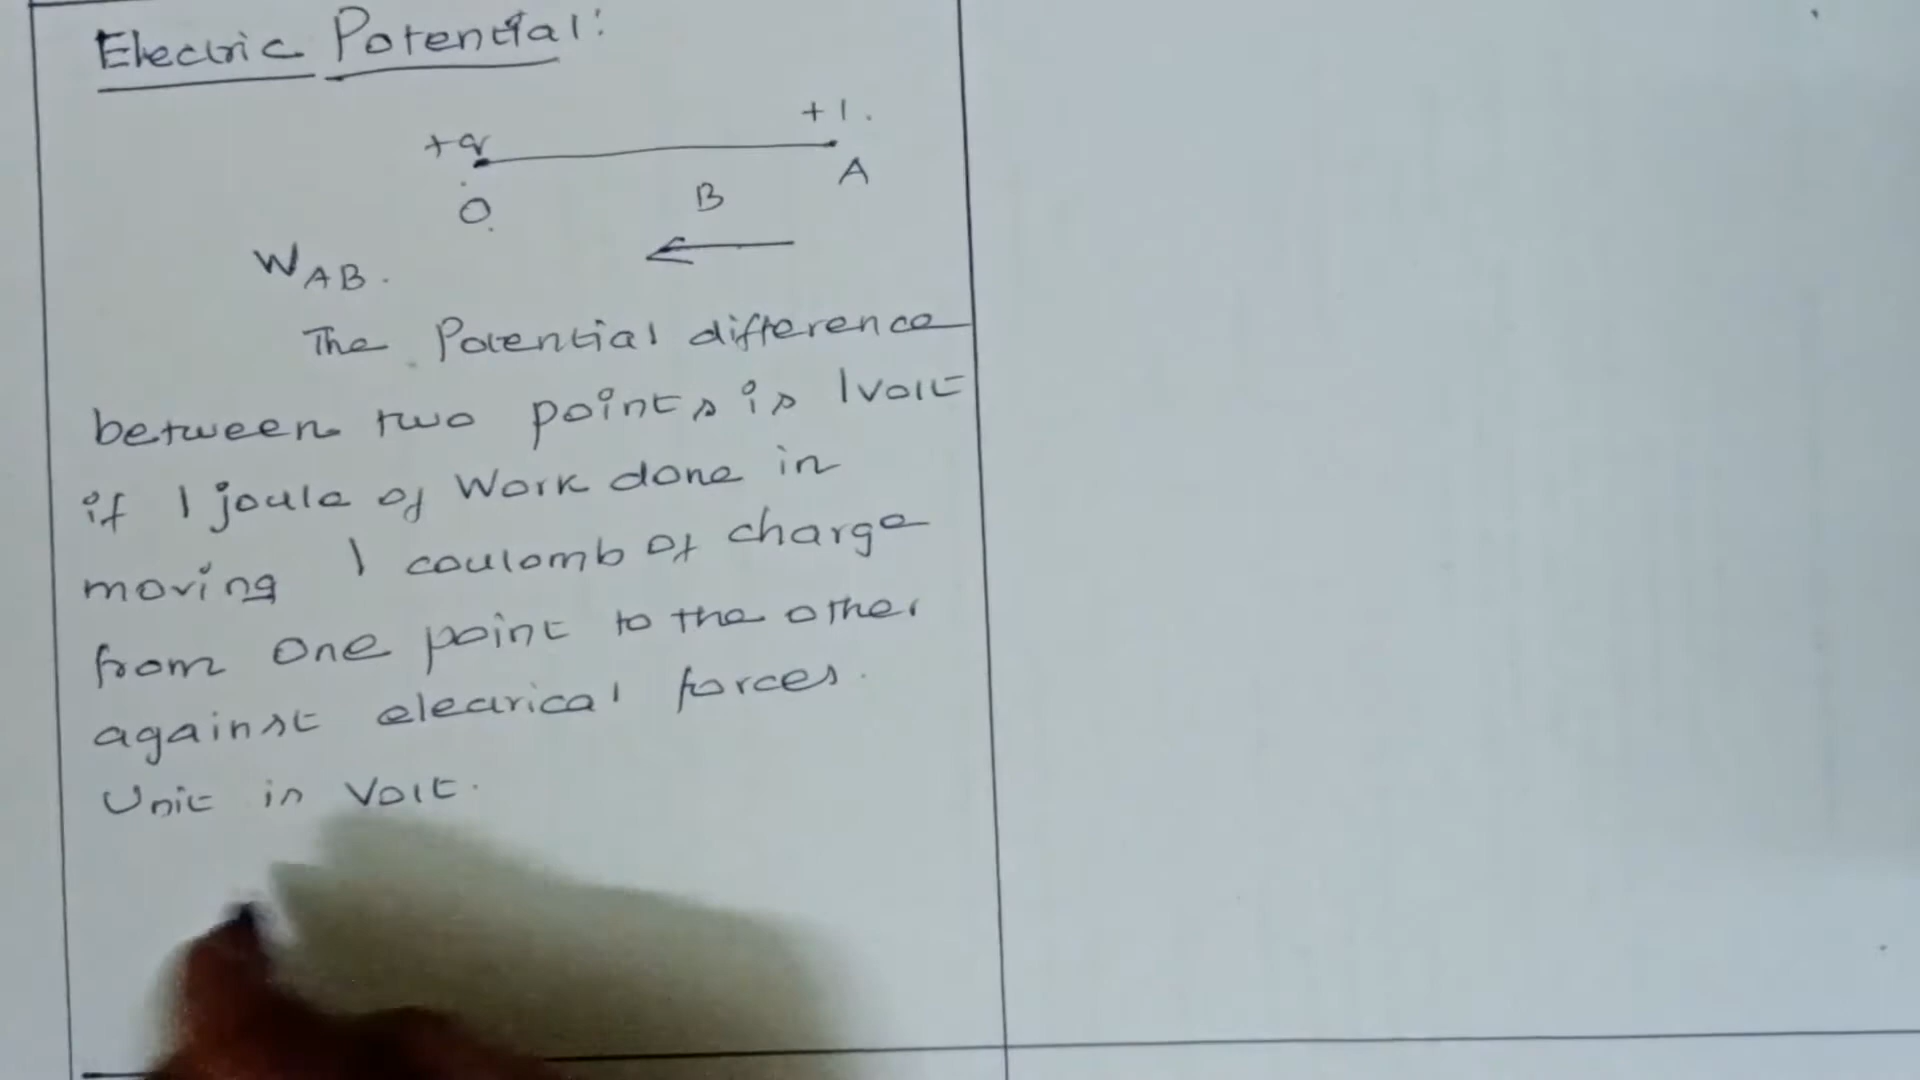 Electric Potential:
+1.
+q
A
B
O
WAB.
The Potential difference
between two points is 1volt
if 1 joule of Work done in
moving 1 coulomb of charge
from One point to the other
against electrical forces.
Unit in Volt.